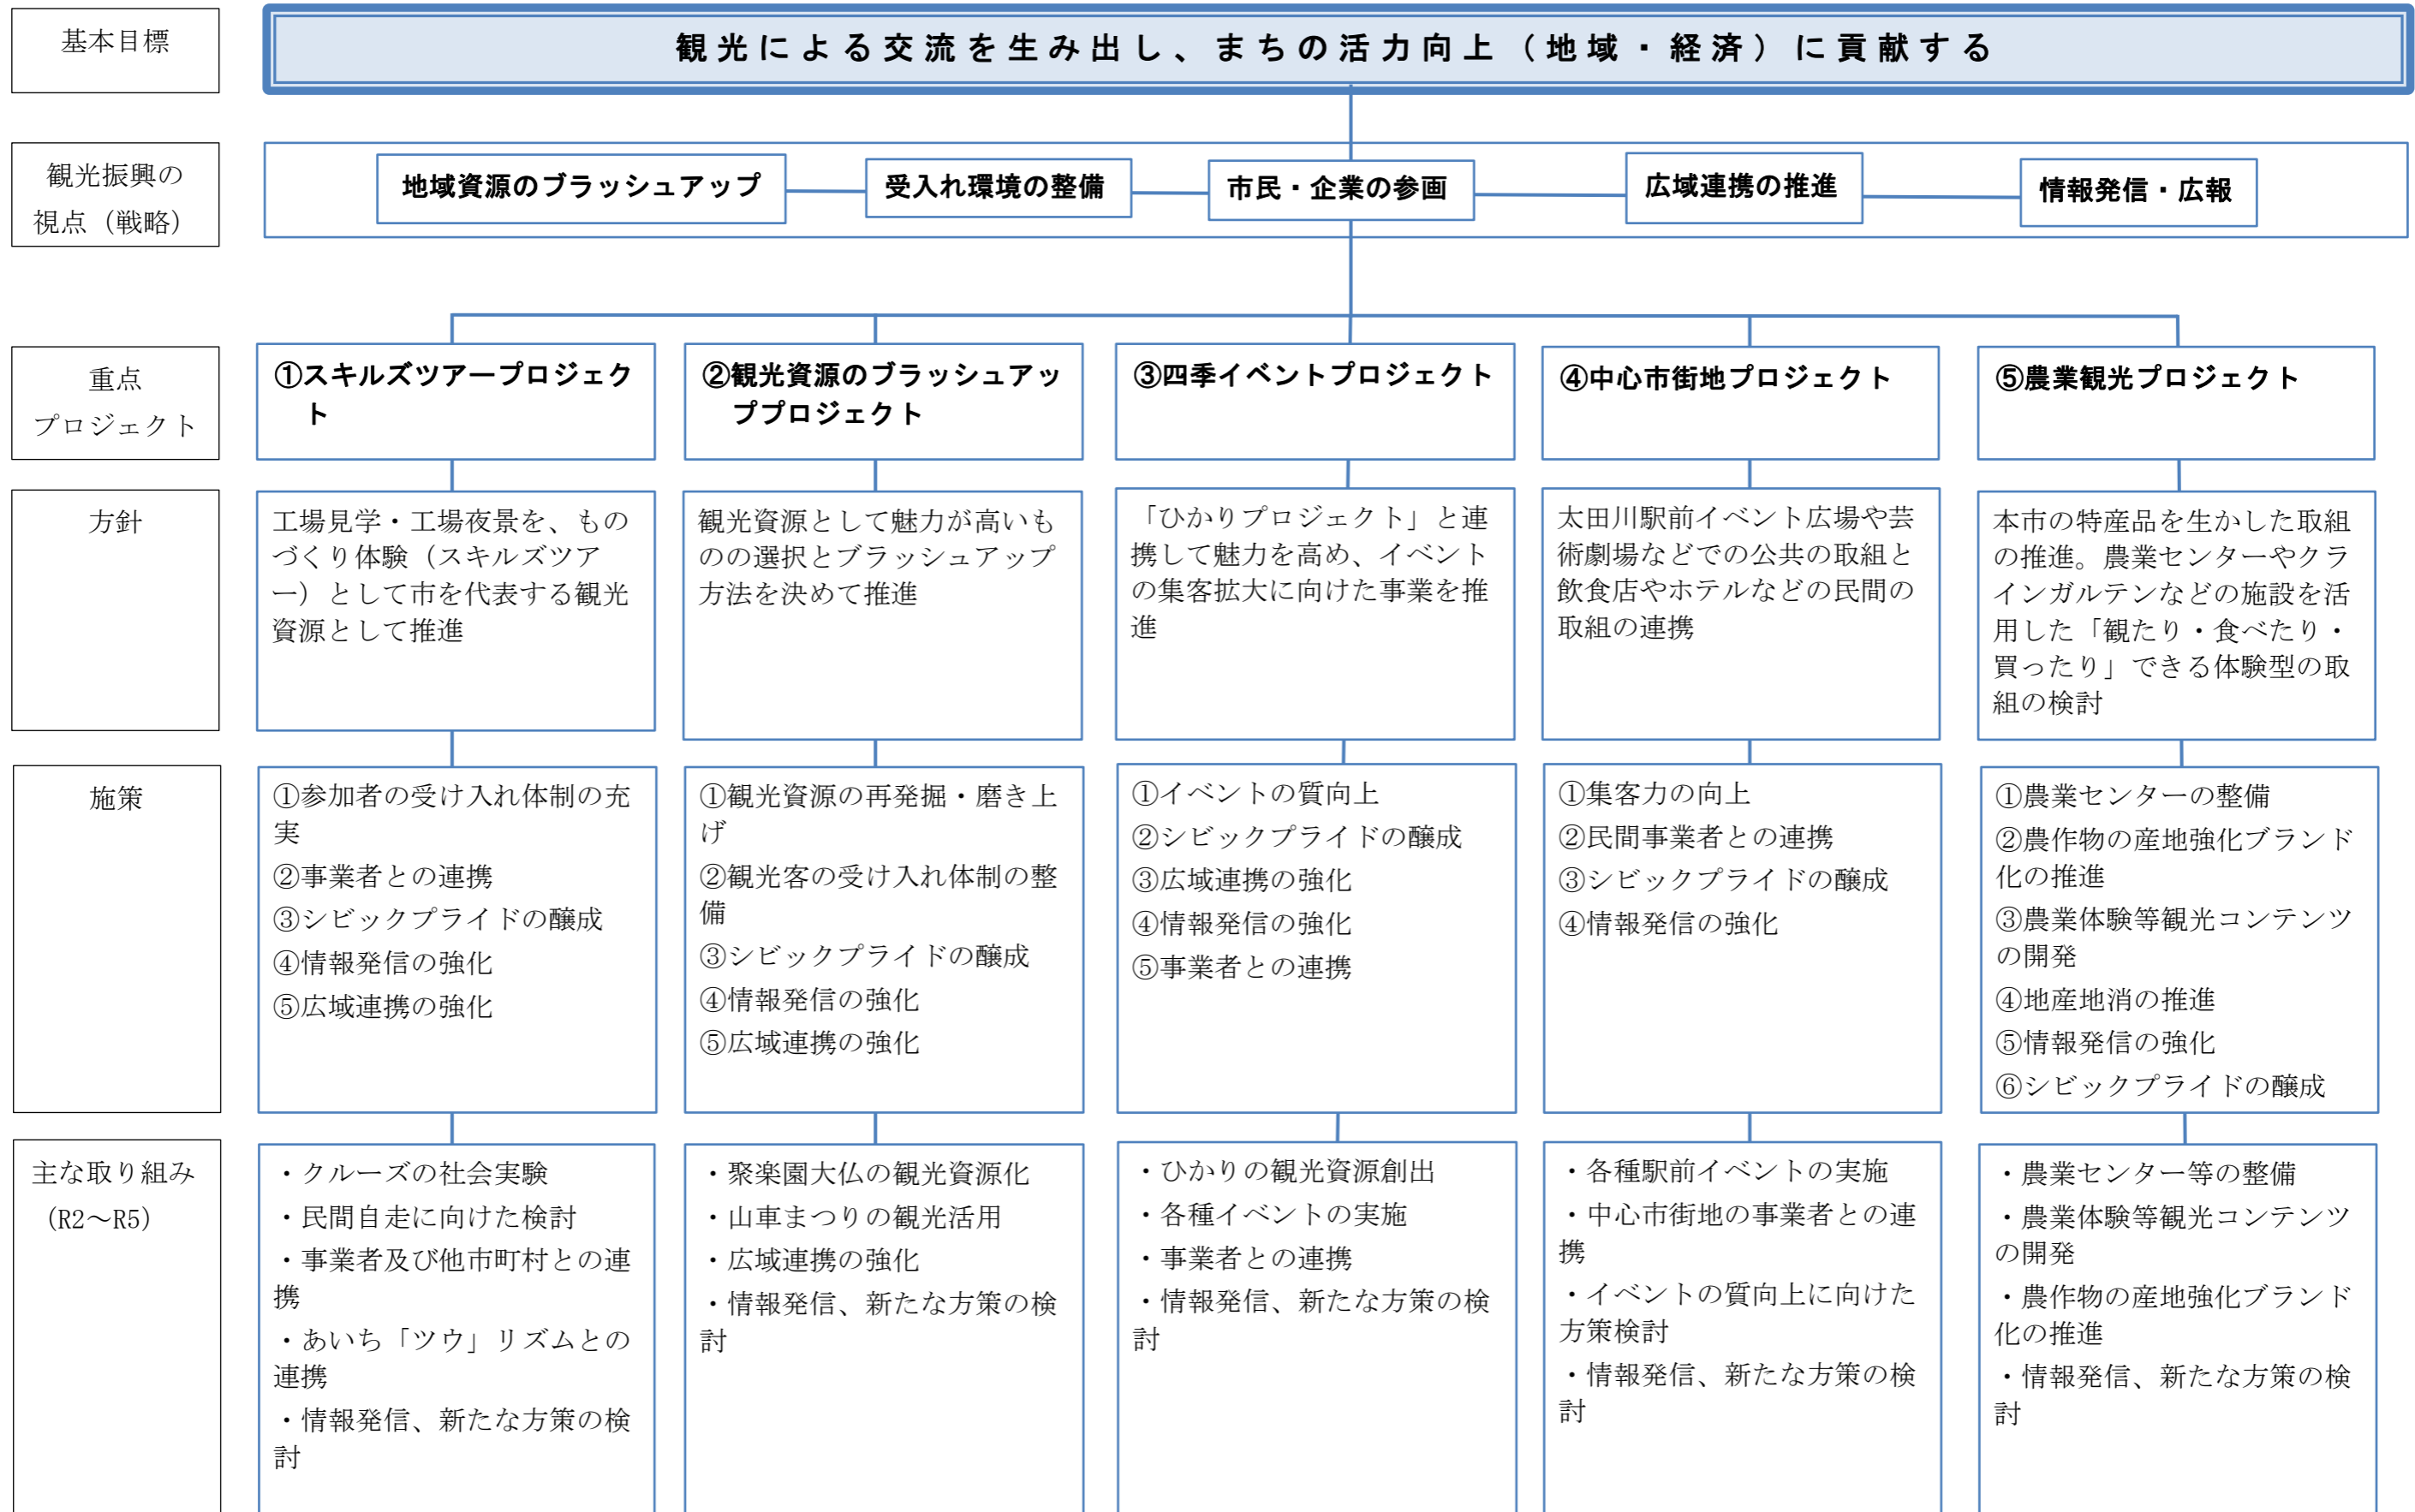 基本目標
観光による交流を生み出し、まちの活力向上（地域・経済）に貢献する
観光振興の
視点（戦略）
地域資源のブラッシュアップ
受入れ環境の整備
市民・企業の参画
広域連携の推進
情報発信・広報
重点
プロジェクト
①スキルズツアープロジェク
ト
②観光資源のブラッシュアッ
ププロジェクト
③四季イベントプロジェクト
④中心市街地プロジェクト
⑤農業観光プロジェクト
方針
工場見学・工場夜景を、もの
づくり体験（スキルズツア
ー）として市を代表する観光
資源として推進
観光資源として魅力が高いも
のの選択とブラッシュアップ
方法を決めて推進
「ひかりプロジェクト」と連
携して魅力を高め、イベント
の集客拡大に向けた事業を推
進
太田川駅前イベント広場や芸
術劇場などでの公共の取組と
飲食店やホテルなどの民間の
取組の連携
本市の特産品を生かした取組
の推進。農業センターやクラ
インガルテンなどの施設を活
用した「観たり・食べたり・
買ったり」できる体験型の取
組の検討
施策
①参加者の受け入れ体制の充
実
②事業者との連携
③シビックプライドの醸成
④情報発信の強化
⑤広域連携の強化
①観光資源の再発掘・磨き上
げ
②観光客の受け入れ体制の整
備
③シビックプライドの醸成
④情報発信の強化
⑤広域連携の強化
①イベントの質向上
②シビックプライドの醸成
③広域連携の強化
④情報発信の強化
⑤事業者との連携
①集客力の向上
②民間事業者との連携
③シビックプライドの醸成
④情報発信の強化
①農業センターの整備
②農作物の産地強化ブランド
化の推進
③農業体験等観光コンテンツ
の開発
④地産地消の推進
⑤情報発信の強化
⑥シビックプライドの醸成
主な取り組み
（R2～R5）
・クルーズの社会実験
・民間自走に向けた検討
・事業者及び他市町村との連
携
・あいち「ツウ」リズムとの
連携
・情報発信、新たな方策の検
討
・聚楽園大仏の観光資源化
・山車まつりの観光活用
・広域連携の強化
・情報発信、新たな方策の検
討
・ひかりの観光資源創出
・各種イベントの実施
・事業者との連携
・情報発信、新たな方策の検
討
・各種駅前イベントの実施
・中心市街地の事業者との連
携
・イベントの質向上に向けた
方策検討
・情報発信、新たな方策の検
討
・農業センター等の整備
・農業体験等観光コンテンツ
の開発
・農作物の産地強化ブランド
化の推進
・情報発信、新たな方策の検
討